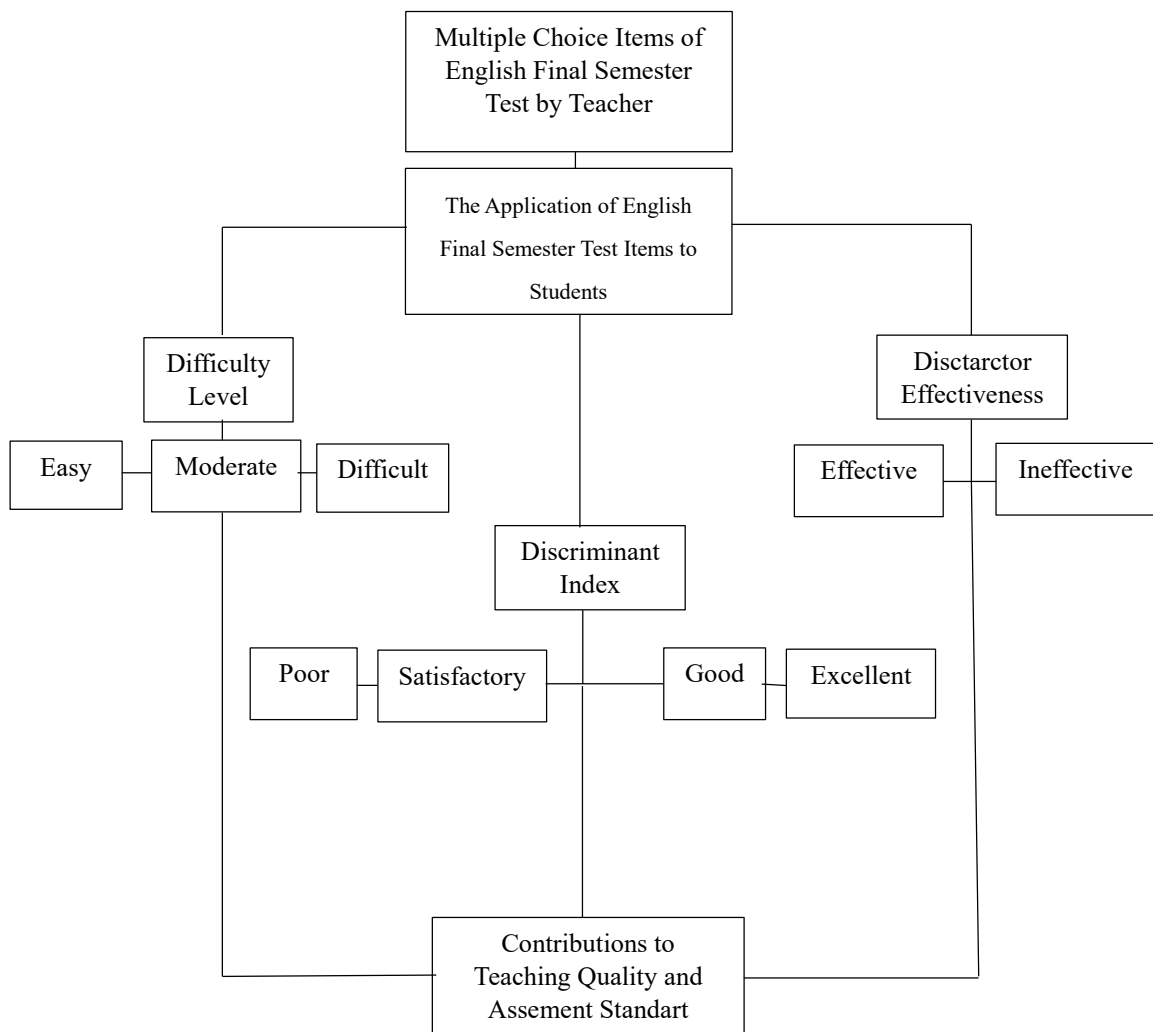 Multiple Choice Items of
English Final Semester
Test by Teacher
The Application of English
Final Semester Test Items to
Students
Difficulty
Level
Disctarctor
Effectiveness
Easy
Moderate
Difficult
Effective
Ineffective
Discriminant
Index
Poor
Satisfactory
Good
Excellent
Contributions to
Teaching Quality and
Assement Standart